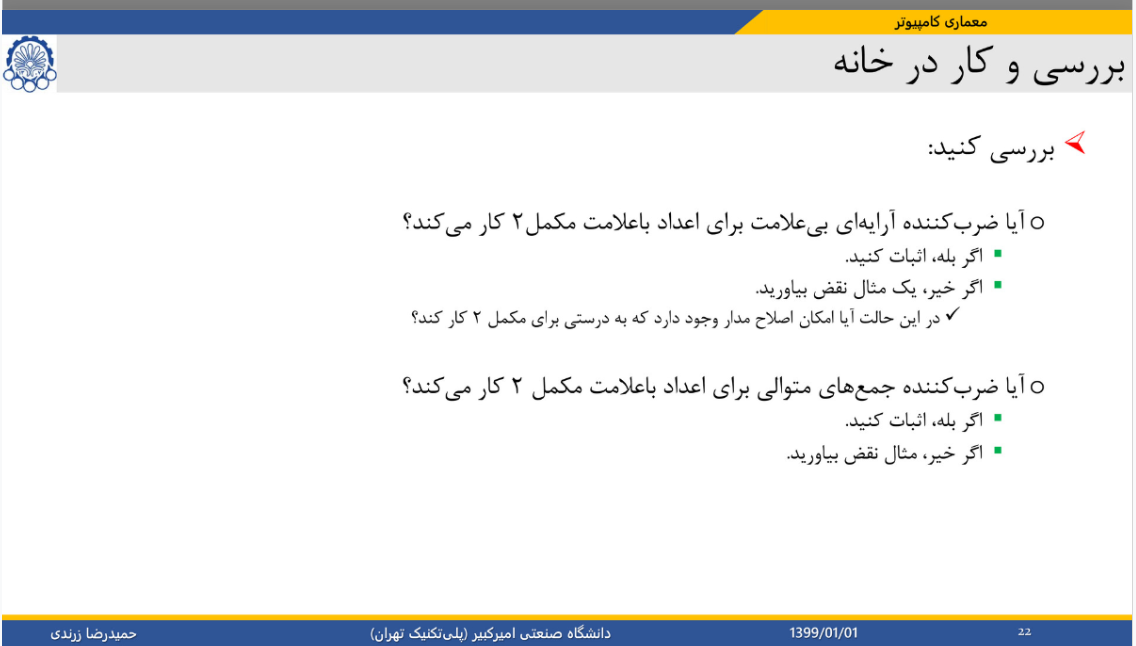 معماری کامپیوتر
بررسی و کار در خانه
بررسی کنید:
آیا ضرب‌کننده آرایه‌ای بی‌علامت برای اعداد باعلامت مکمل۲ کار می‌کند؟
اگر بله، اثبات کنید.
اگر خیر، یک مثال نقض بیاورید.
در این حالت آیا امکان اصلاح مدار وجود دارد که به درستی برای مکمل ۲ کار کند؟
آیا ضرب‌کننده جمع‌های متوالی برای اعداد باعلامت مکمل ۲ کار می‌کند؟
اگر بله، اثبات کنید.
اگر خیر، مثال نقض بیاورید.
22 1399/01/01 دانشگاه صنعتی امیرکبیر (پلی‌تکنیک تهران) حمیدرضا زرندی